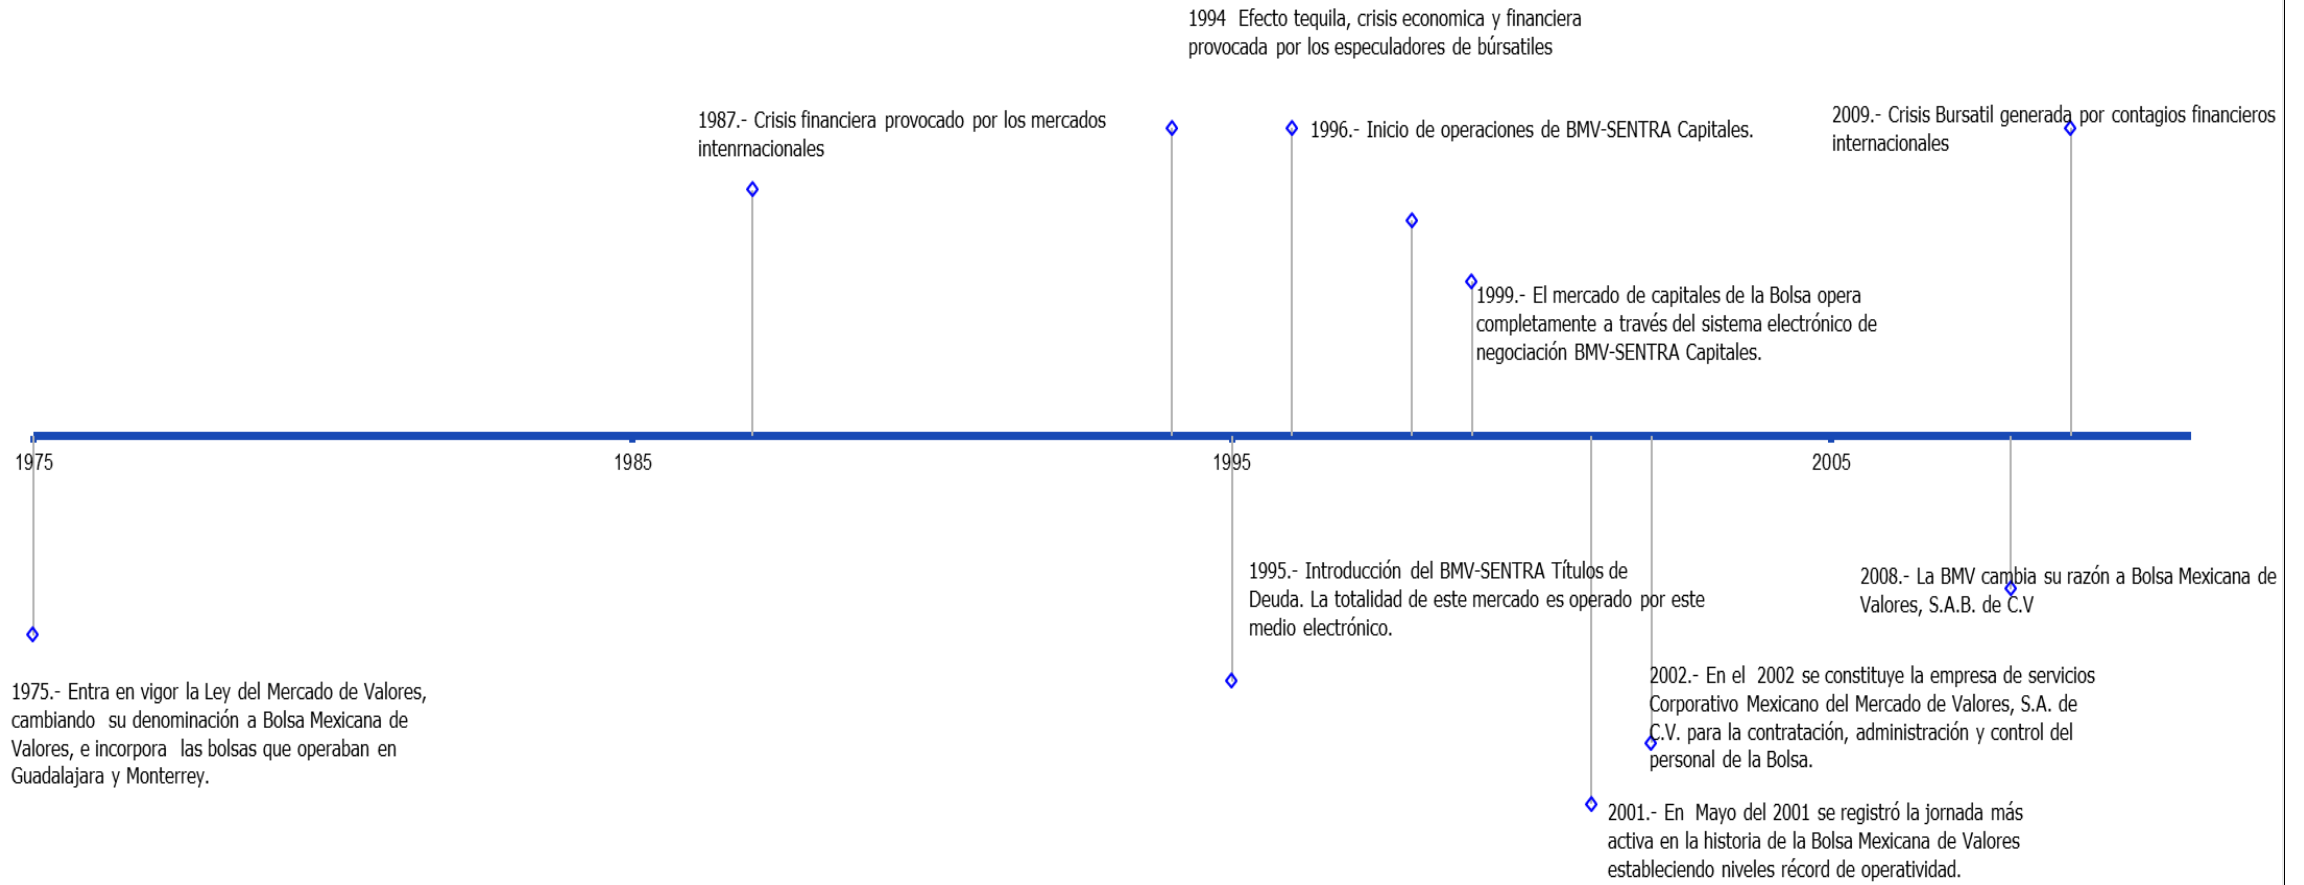 1994 Efecto tequila, crisis economica y financiera
provocada por los especuladores de búrsatiles
1987.- Crisis financiera provocado por los mercados
intenrnacionales
1996.- Inicio de operaciones de BMV-SENTRA Capitales.
2009.- Crisis Bursatil generada por contagios financieros
internacionales
1999.- El mercado de capitales de la Bolsa opera
completamente a través del sistema electrónico de
negociación BMV-SENTRA Capitales.
1975
1985
1995
2005
1995.- Introducción del BMV-SENTRA Títulos de
Deuda. La totalidad de este mercado es operado por este
medio electrónico.
2008.- La BMV cambia su razón a Bolsa Mexicana de
Valores, S.A.B. de C.V
1975.- Entra en vigor la Ley del Mercado de Valores,
cambiando su denominación a Bolsa Mexicana de
Valores, e incorpora las bolsas que operaban en
Guadalajara y Monterrey.
2002.- En el 2002 se constituye la empresa de servicios
Corporativo Mexicano del Mercado de Valores, S.A. de
C.V. para la contratación, administración y control del
personal de la Bolsa.
2001.- En Mayo del 2001 se registró la jornada más
activa en la historia de la Bolsa Mexicana de Valores
estableciendo niveles récord de operatividad.